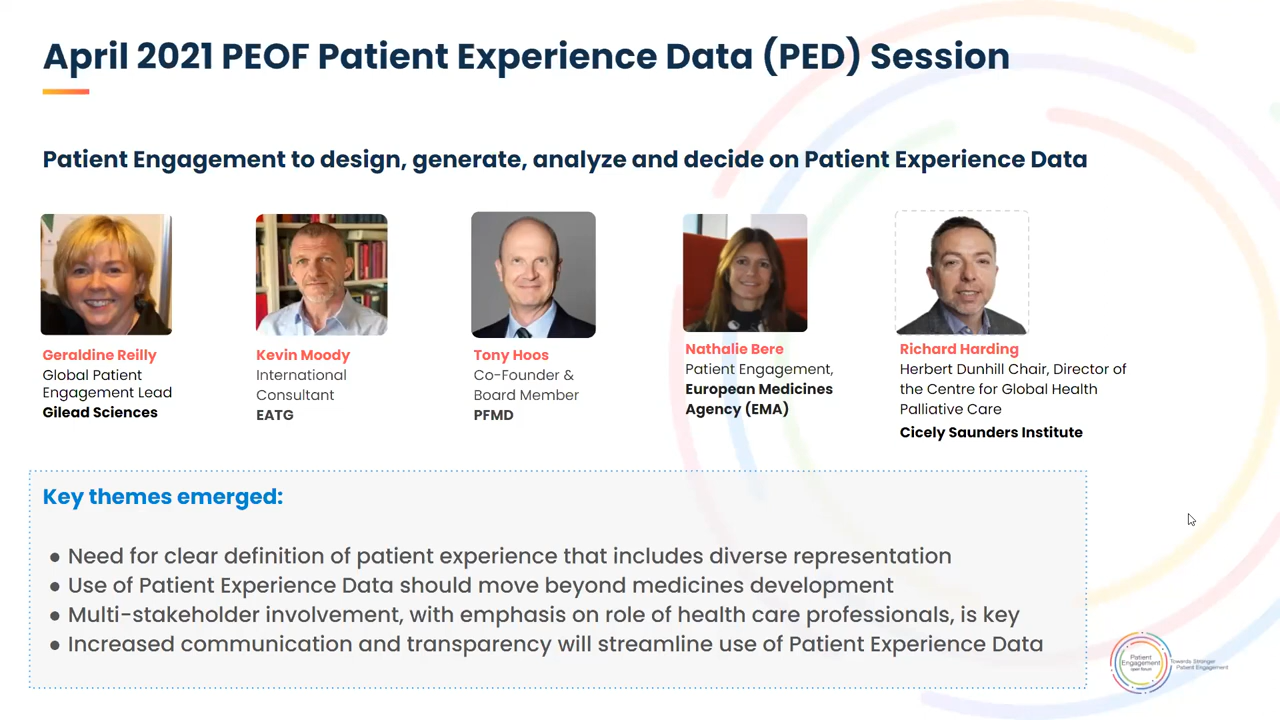 April 2021 PEOF Patient Experience Data (PED) Session
Patient Engagement to design, generate, analyze and decide on Patient Experience Data
Geraldine Reilly
Global Patient
Engagement Lead
Gilead Sciences
Kevin Moody
International
Consultant
EATG
Tony Hoos
Co-Founder &
Board Member
PFMD
Nathalie Bere
Patient Engagement,
European Medicines
Agency (EMA)
Richard Harding
Herbert Dunhill Chair, Director of
the Centre for Global Health
Palliative Care
Cicely Saunders Institute
Key themes emerged:
● Need for clear definition of patient experience that includes diverse representation
● Use of Patient Experience Data should move beyond medicines development
● Multi-stakeholder involvement, with emphasis on role of health care professionals, is key
● Increased communication and transparency will streamline use of Patient Experience Data
Patient
Engagement
open forum
Towards Stronger
Patient Engagement